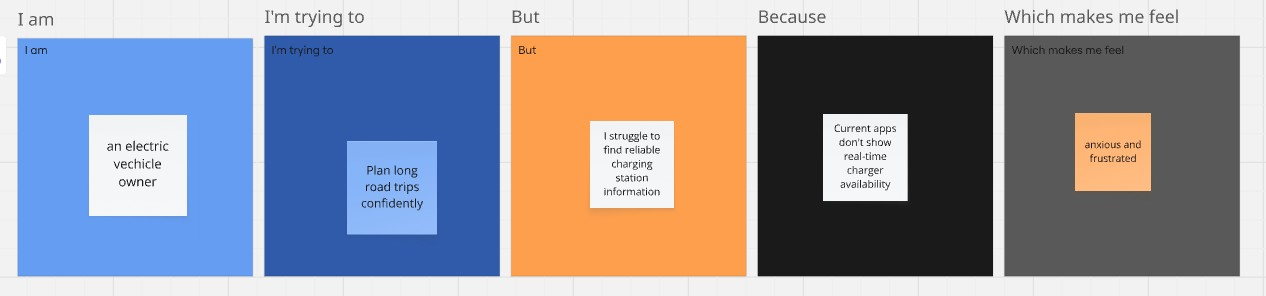 I am
I'm trying to
But
Because
Which makes me feel
I am
I'm trying to
But
Which makes me feel
an electric
vechicle
owner
Plan long
road trips
confidently
I struggle to
find reliable
charging
station
information
Current apps
don't show
real-time
charger
availability
anxious and
frustrated